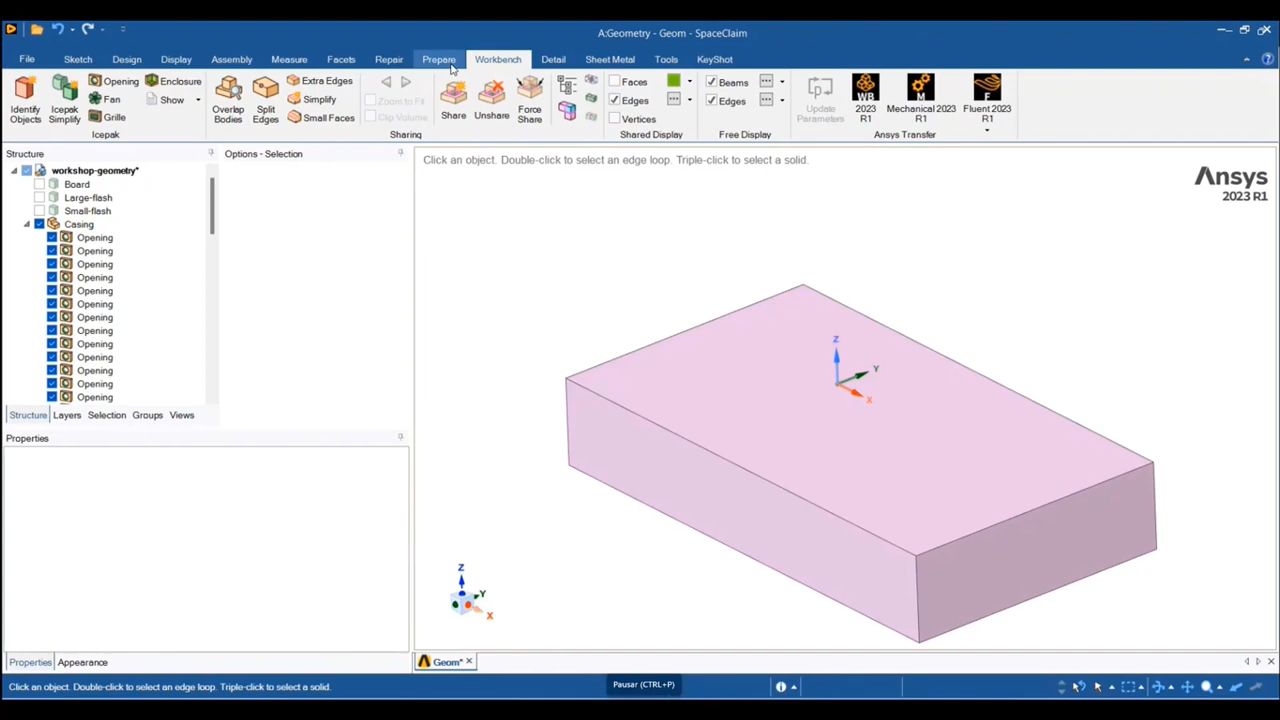 A:Geometry - Geom - SpaceClaim
File Sketch Design Display Assembly Measure Facets Repair Prepare Workbench Detail Sheet Metal Tools KeyShot
Identify Objects
Icepak Simplify
Opening
Fan
Grille
Enclosure
Show
Icepak
Overlap Bodies
Split Edges
Extra Edges
Simplify
Small Faces
Zoom to Fit
Clip Volume
Share
Unshare
Force Share
Sharing
Faces
Edges
Vertices
Shared Display
Beams
Edges
Free Display
Update Parameters
WB
2023 R1
M
Mechanical 2023 R1
F
Fluent 2023 R1
Ansys Transfer
Structure
workshop-geometry*
Board
Large-flash
Small-flash
Casing
Opening
Opening
Opening
Opening
Opening
Opening
Opening
Opening
Opening
Opening
Opening
Opening
Opening
Structure Layers Selection Groups Views
Options - Selection
Properties
Properties Appearance
Click an object. Double-click to select an edge loop. Triple-click to select a solid.
Ansys
2023 R1
Z
Y
X
Z
Y
X
Geom*
Click an object. Double-click to select an edge loop. Triple-click to select a solid.
Pausar (CTRL+P)